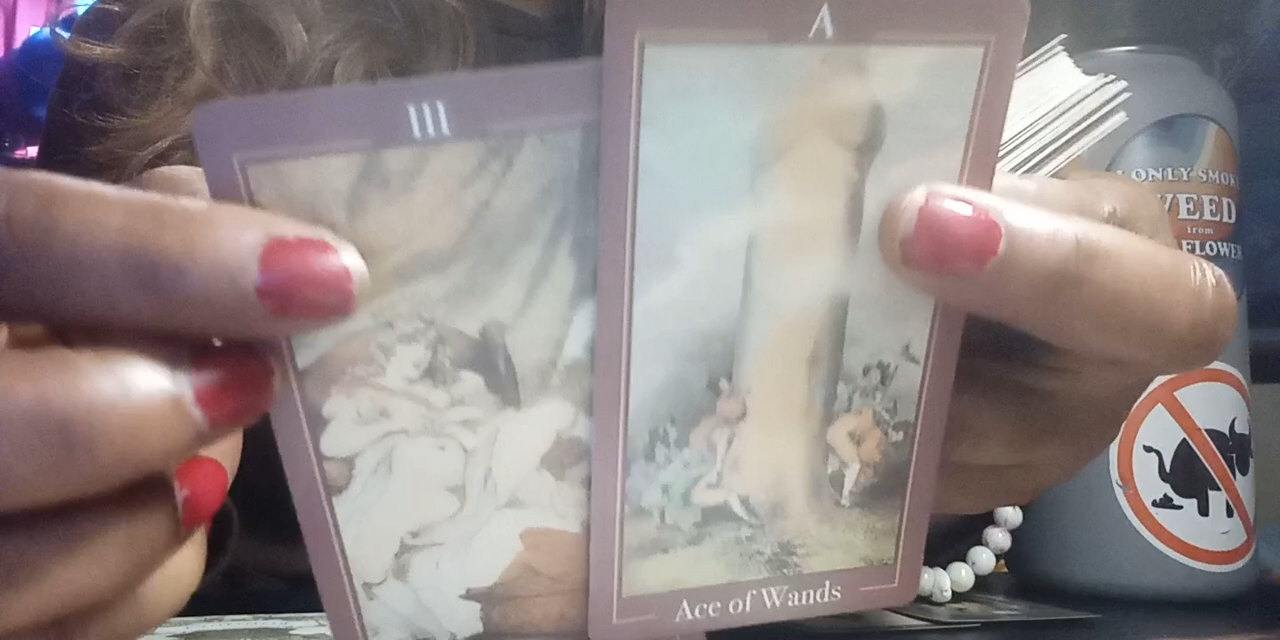 III
A
Ace of Wands
I ONLY SMOKE
WEED
from
FLOWER